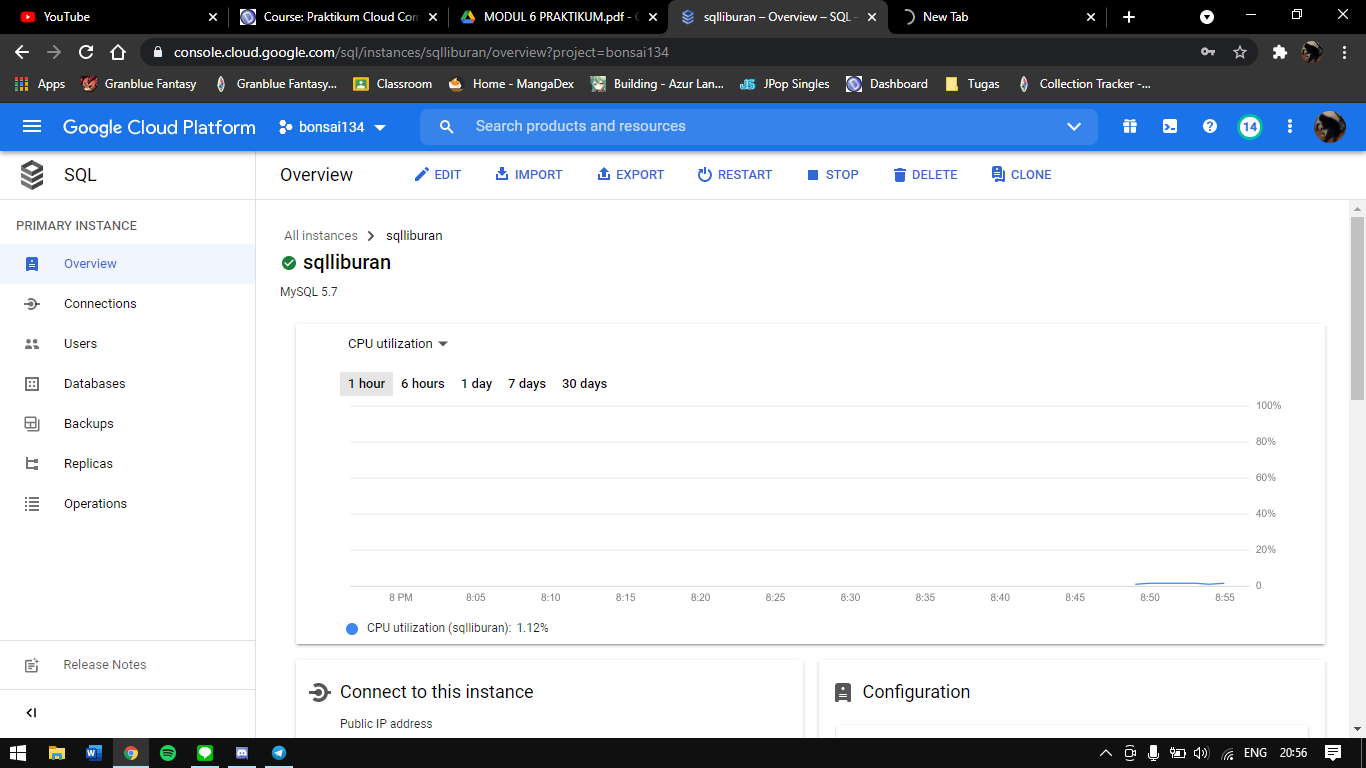 YouTube
Course: Praktikum Cloud Com
MODUL 6 PRAKTIKUM.pdf - G
sqlliburan – Overview – SQL -
New Tab
console.cloud.google.com/sql/instances/sqlliburan/overview?project=bonsai134
Apps
Granblue Fantasy
Granblue Fantasy...
Classroom
Home - MangaDex
Building - Azur Lan...
JPop Singles
Dashboard
Tugas
Collection Tracker -...
Google Cloud Platform
bonsai134
Search products and resources
14
SQL
Overview
EDIT
IMPORT
EXPORT
RESTART
STOP
DELETE
CLONE
PRIMARY INSTANCE
Overview
Connections
Users
Databases
Backups
Replicas
Operations
Release Notes
All instances
sqlliburan
sqlliburan
MySQL 5.7
CPU utilization
1 hour
6 hours
1 day
7 days
30 days
100%
80%
60%
40%
20%
0
8 PM
8:05
8:10
8:15
8:20
8:25
8:30
8:35
8:40
8:45
8:50
8:55
CPU utilization (sqlliburan): 1.12%
Connect to this instance
Public IP address
Configuration
ENG
20:56